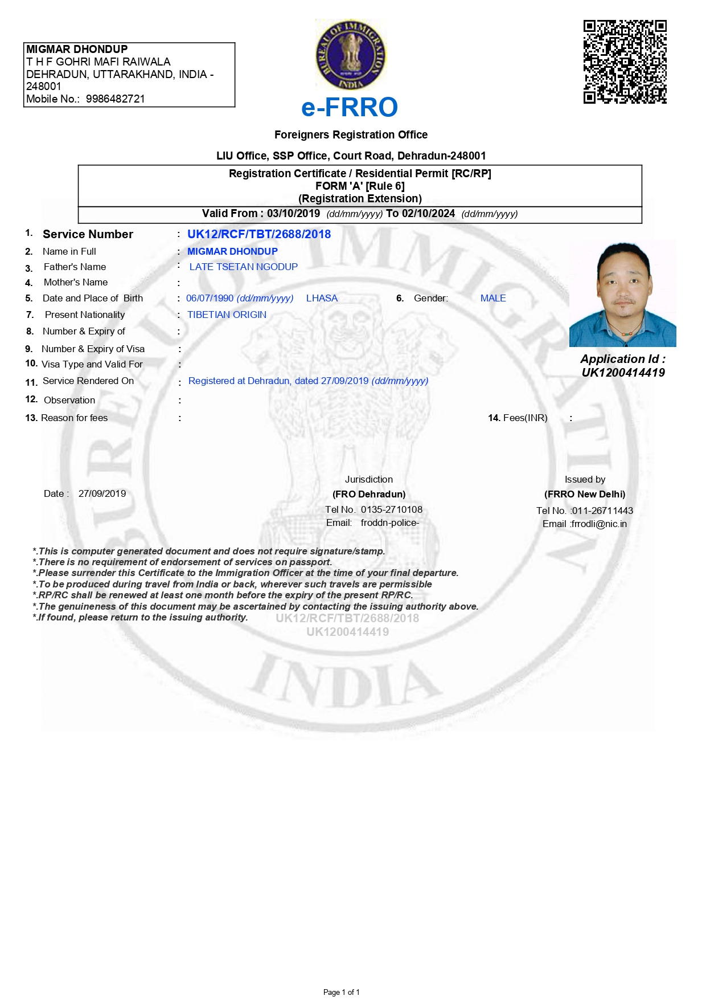 MIGMAR DHONDUP
T H F GOHRI MAFI RAIWALA
DEHRADUN, UTTARAKHAND, INDIA -
248001
Mobile No.: 9986482721
BUREAU OF IMMIGRATION
INDIA
e-FRRO
Foreigners Registration Office
LIU Office, SSP Office, Court Road, Dehradun-248001
Registration Certificate / Residential Permit [RC/RP]
FORM 'A' [Rule 6]
(Registration Extension)
Valid From : 03/10/2019 (dd/mm/yyyy) To 02/10/2024 (dd/mm/yyyy)
1. Service Number : UK12/RCF/TBT/2688/2018
2. Name in Full : MIGMAR DHONDUP
3. Father's Name : LATE TSETAN NGODUP
4. Mother's Name :
5. Date and Place of Birth : 06/07/1990 (dd/mm/yyyy) LHASA 6. Gender: MALE
7. Present Nationality : TIBETIAN ORIGIN
8. Number & Expiry of :
9. Number & Expiry of Visa :
10. Visa Type and Valid For :
Application Id :
UK1200414419
11. Service Rendered On : Registered at Dehradun, dated 27/09/2019 (dd/mm/yyyy)
12. Observation :
13. Reason for fees : 14. Fees(INR) :
Jurisdiction Issued by
Date : 27/09/2019 (FRO Dehradun) (FRRO New Delhi)
Tel No. 0135-2710108 Tel No. :011-26711443
Email: froddn-police- Email :frrodli@nic.in
*.This is computer generated document and does not require signature/stamp.
*.There is no requirement of endorsement of services on passport.
*.Please surrender this Certificate to the Immigration Officer at the time of your final departure.
*.To be produced during travel from India or back, wherever such travels are permissible
*.RP/RC shall be renewed at least one month before the expiry of the present RP/RC.
*.The genuineness of this document may be ascertained by contacting the issuing authority above.
*.If found, please return to the issuing authority.
UK12/RCF/TBT/2688/2018
UK1200414419
BUREAU OF IMMIGRATION
INDIA
Page 1 of 1